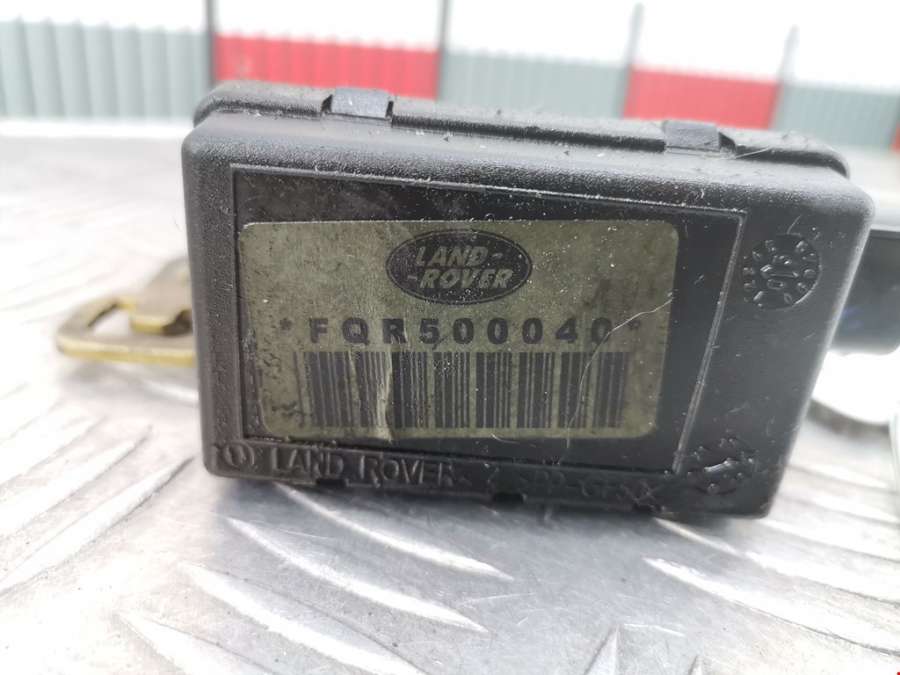 LAND-
-ROVER
*FQR500040*
LAND ROVER